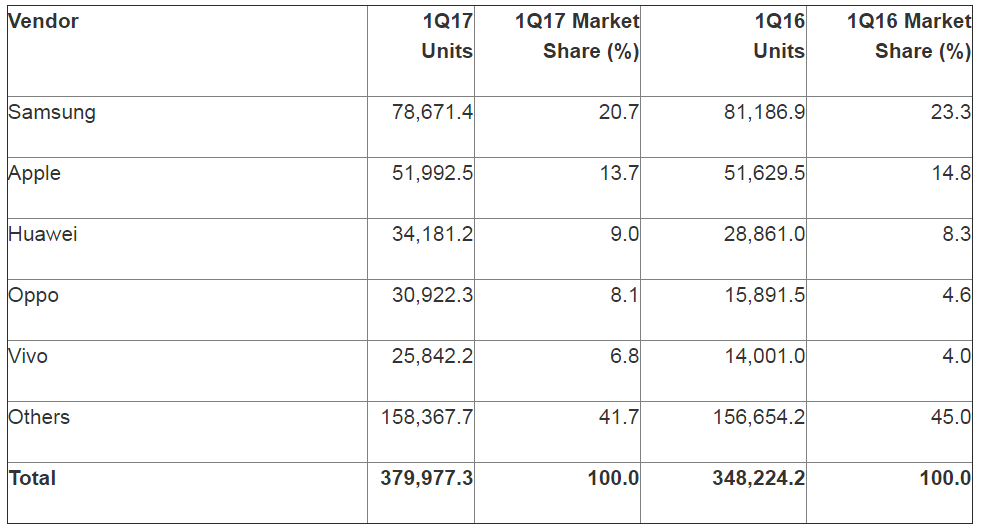 Vendor 1Q17 Units 1Q17 Market Share (%) 1Q16 Units 1Q16 Market Share (%)
Samsung 78,671.4 20.7 81,186.9 23.3
Apple 51,992.5 13.7 51,629.5 14.8
Huawei 34,181.2 9.0 28,861.0 8.3
Oppo 30,922.3 8.1 15,891.5 4.6
Vivo 25,842.2 6.8 14,001.0 4.0
Others 158,367.7 41.7 156,654.2 45.0
Total 379,977.3 100.0 348,224.2 100.0